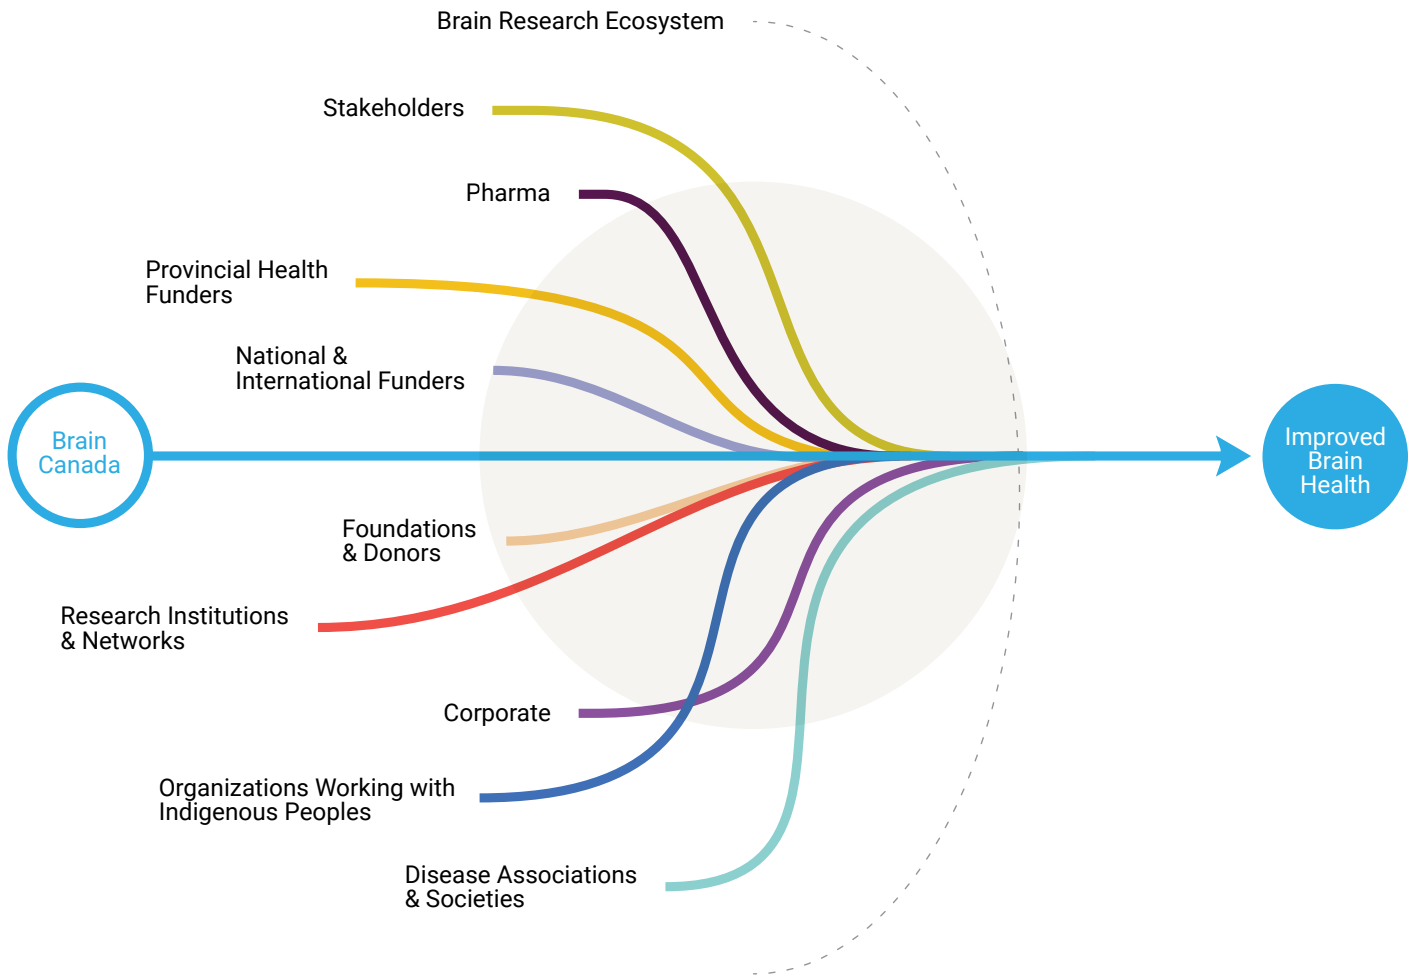 Brain Research Ecosystem
Stakeholders
Pharma
Provincial Health
Funders
National &
International Funders
Brain
Canada
Improved
Brain
Health
Foundations
& Donors
Research Institutions
& Networks
Corporate
Organizations Working with
Indigenous Peoples
Disease Associations
& Societies